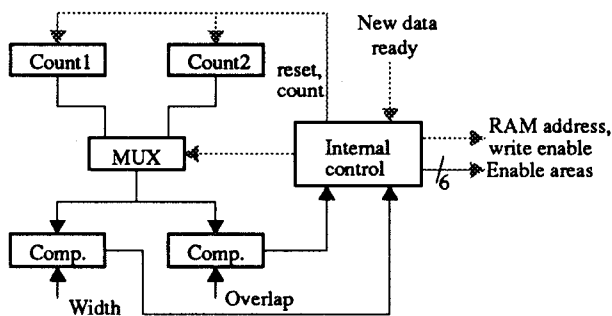 New data
ready
Count1
Count2
reset,
count
RAM address,
write enable
MUX
Internal
control
6
Enable areas
Comp.
Comp.
Width
Overlap